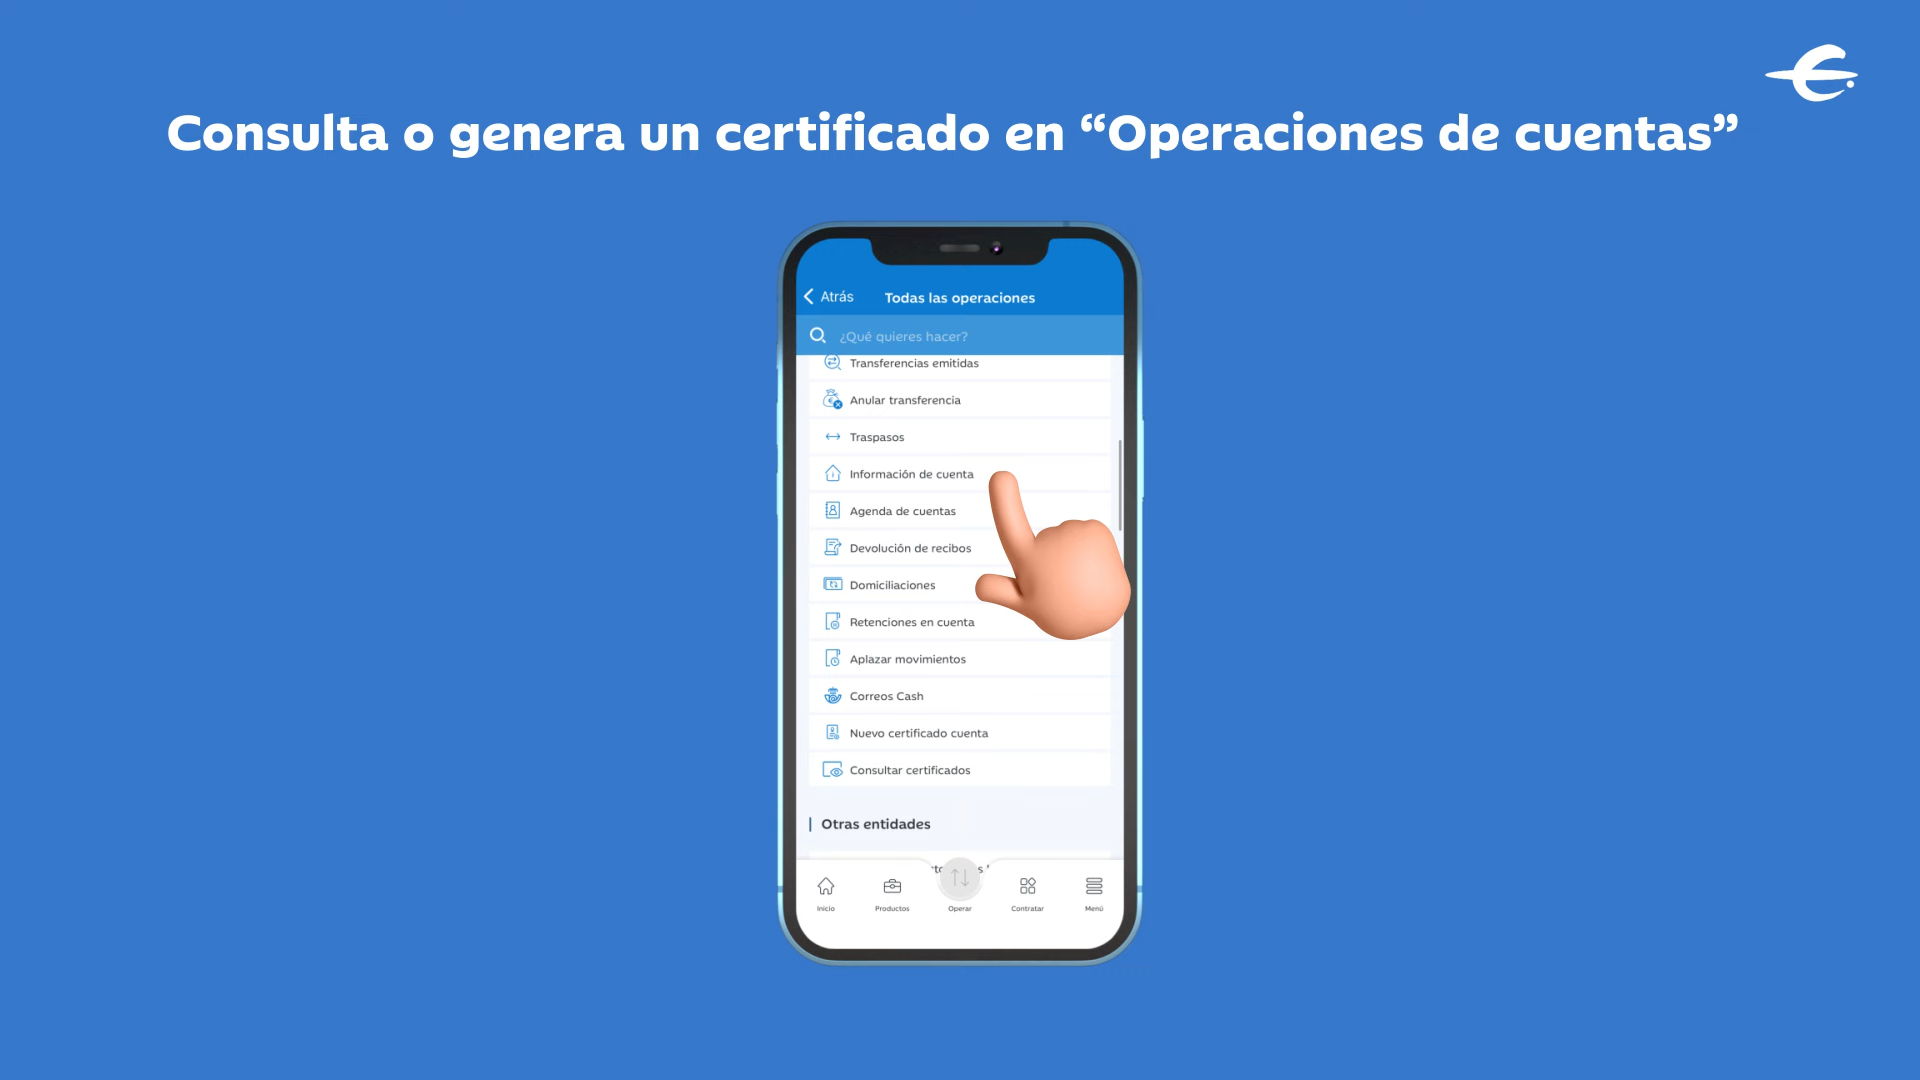 Consulta o genera un certificado en “Operaciones de cuentas”
Atrás
Todas las operaciones
¿Qué quieres hacer?
Transferencias emitidas
Anular transferencia
Traspasos
Información de cuenta
Agenda de cuentas
Devolución de recibos
Domiciliaciones
Retenciones en cuenta
Aplazar movimientos
Correos Cash
Nuevo certificado cuenta
Consultar certificados
Otras entidades
Inicio
Productos
Operar
Contratar
Menú